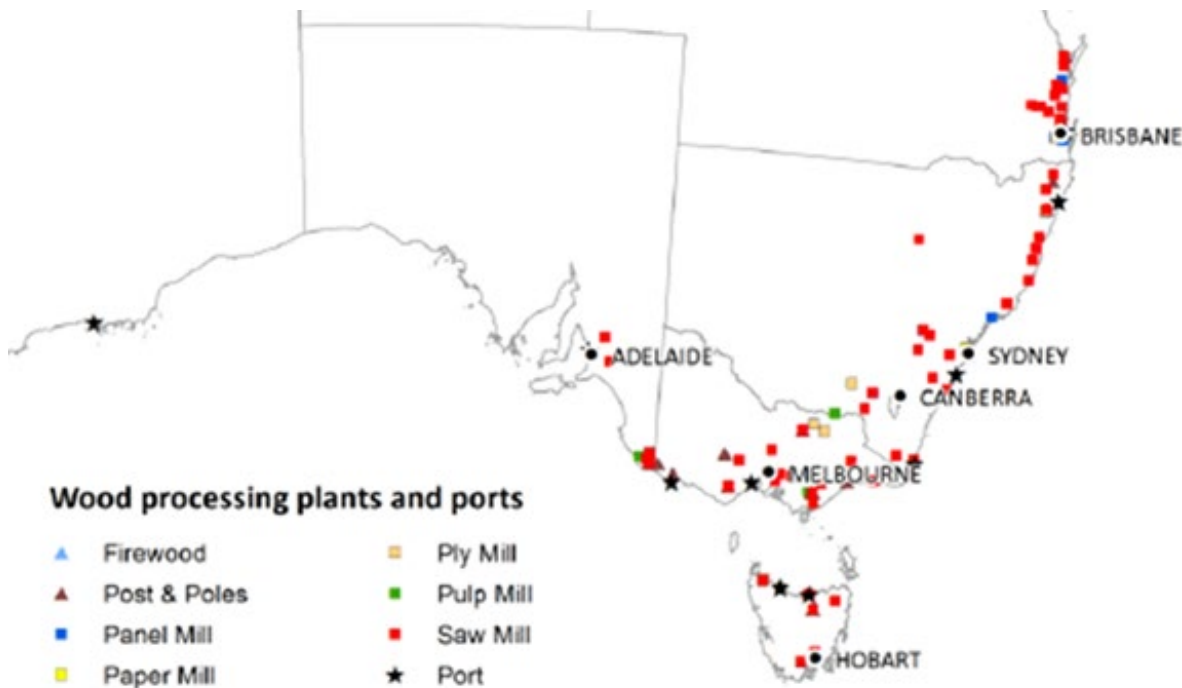 BRISBANE
SYDNEY
ADELAIDE
CANBERRA
MELBOURNE
Wood processing plants and ports
Firewood
Ply Mill
Post & Poles
Pulp Mill
Panel Mill
Saw Mill
Paper Mill
Port
HOBART